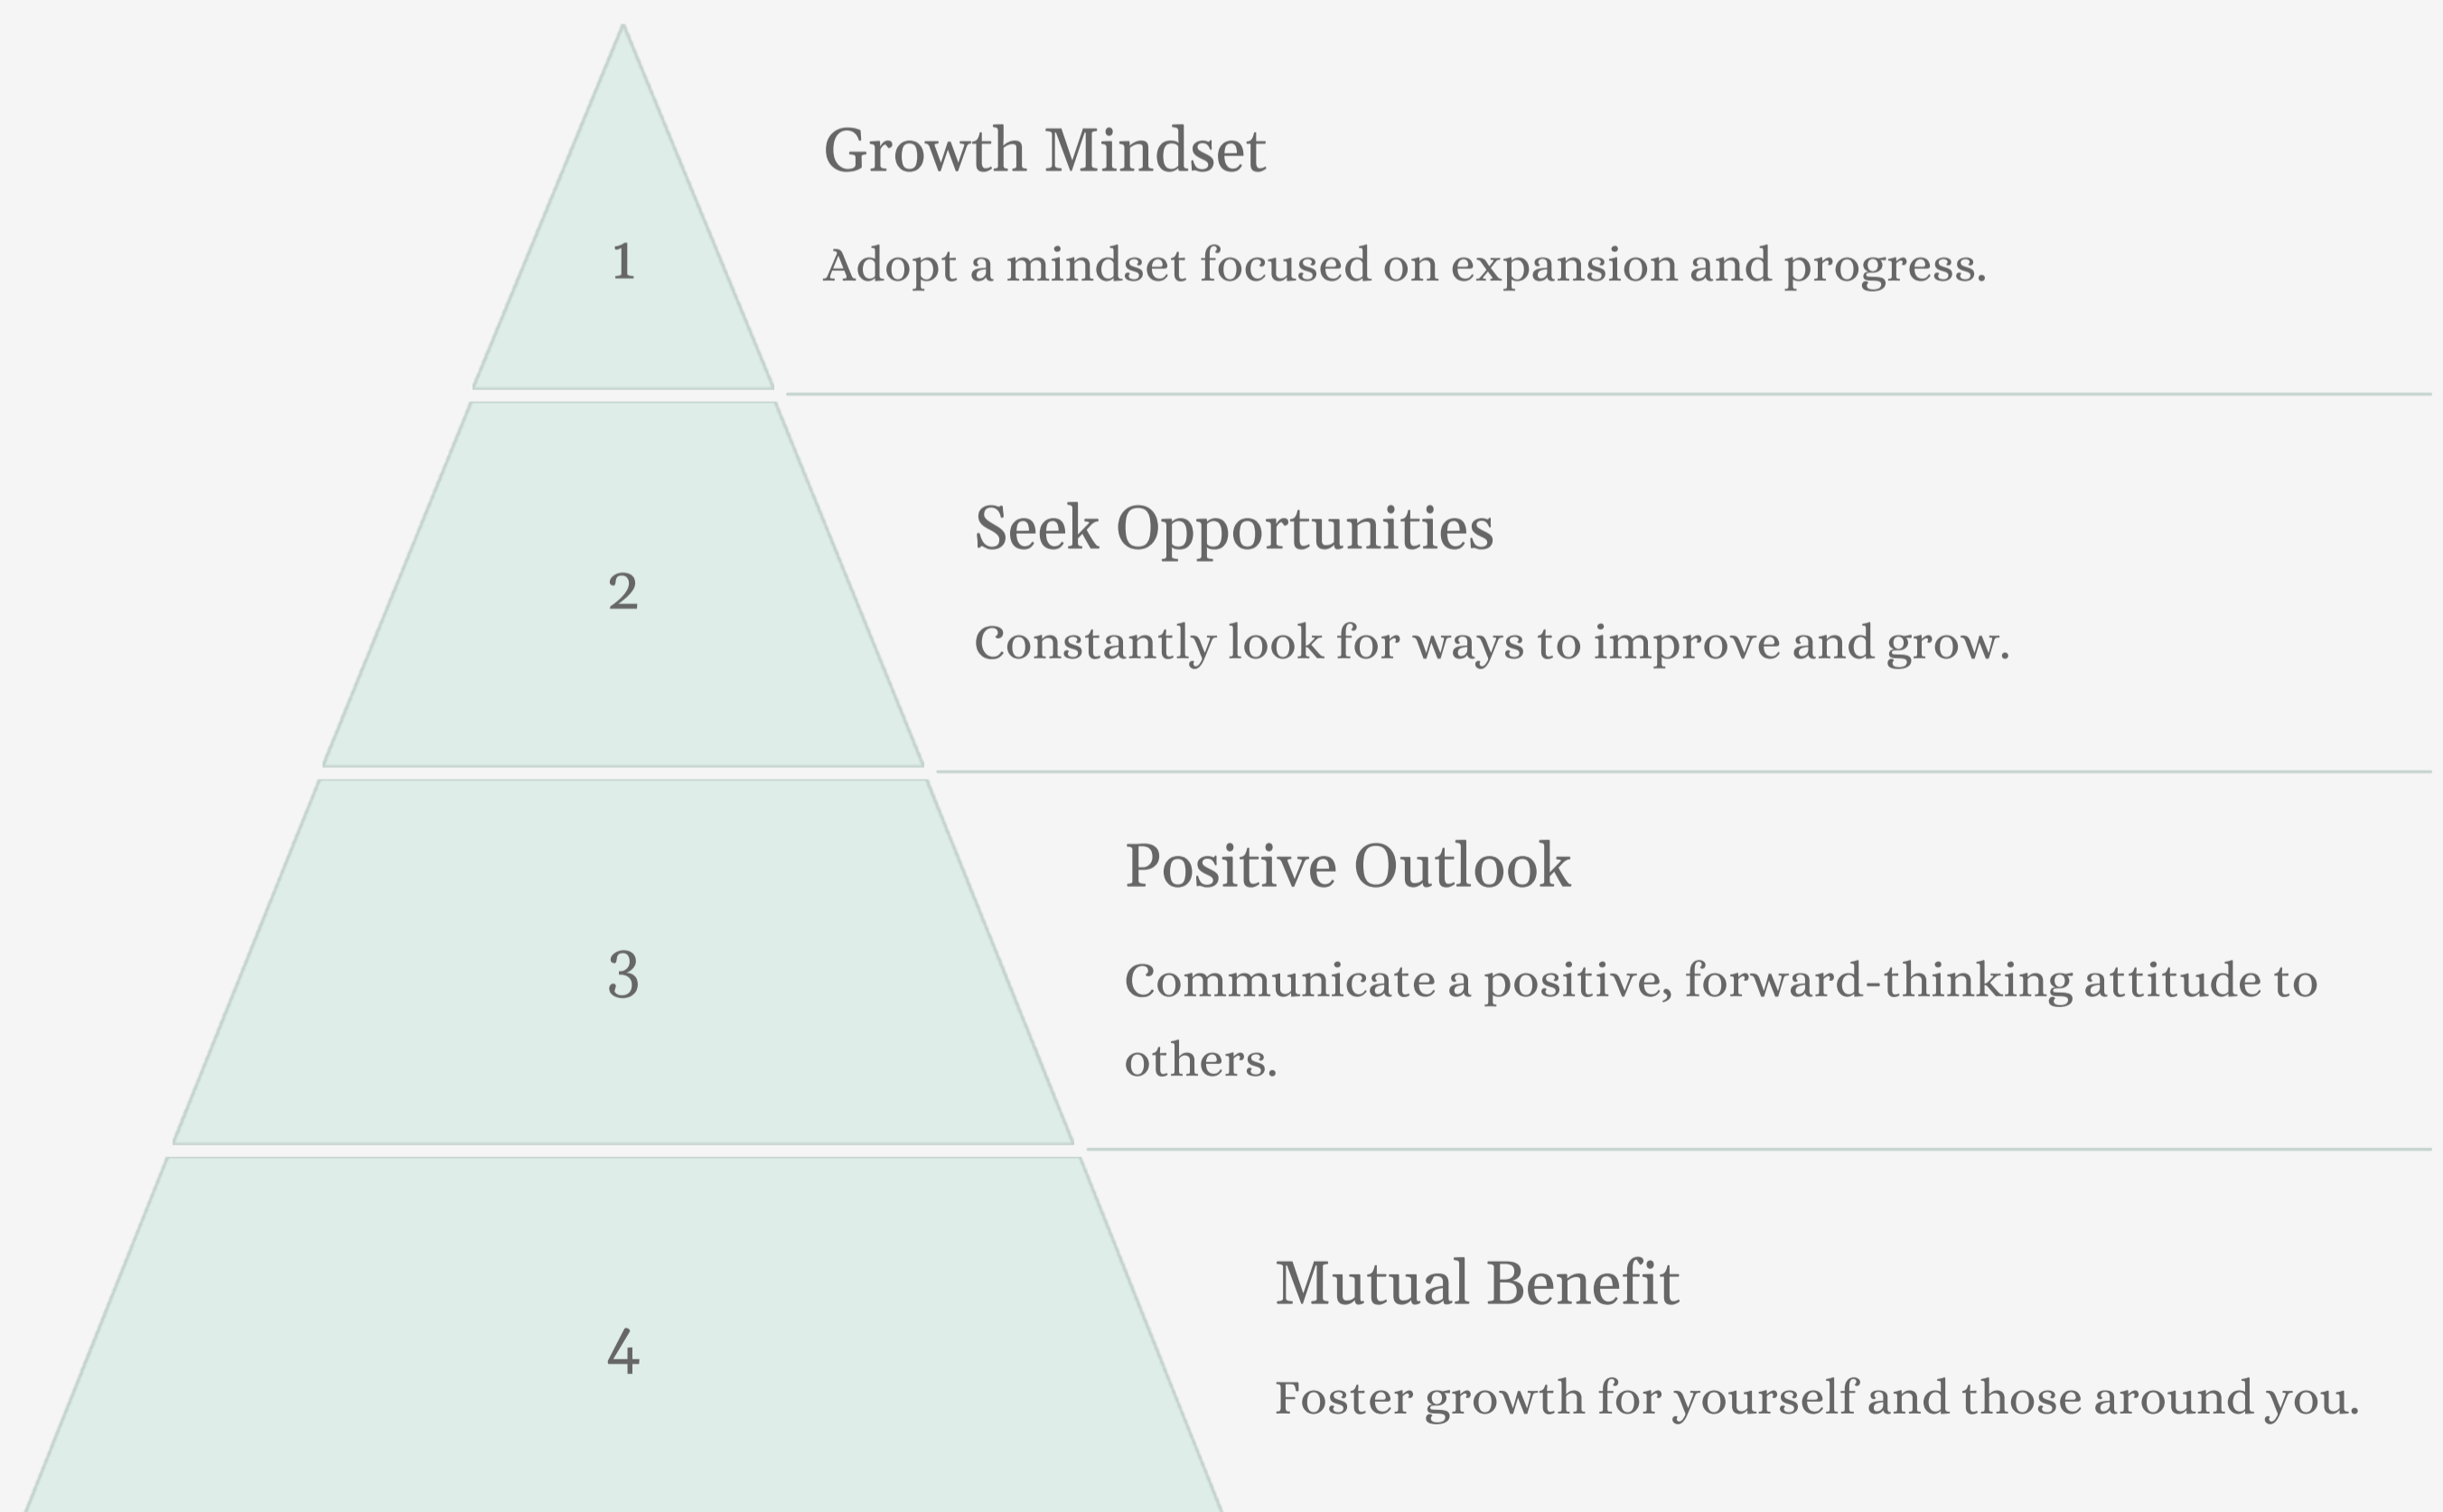 Growth Mindset
1
Adopt a mindset focused on expansion and progress.
Seek Opportunities
2
Constantly look for ways to improve and grow.
Positive Outlook
3
Communicate a positive, forward-thinking attitude to
others.
Mutual Benefit
4
Foster growth for yourself and those around you.